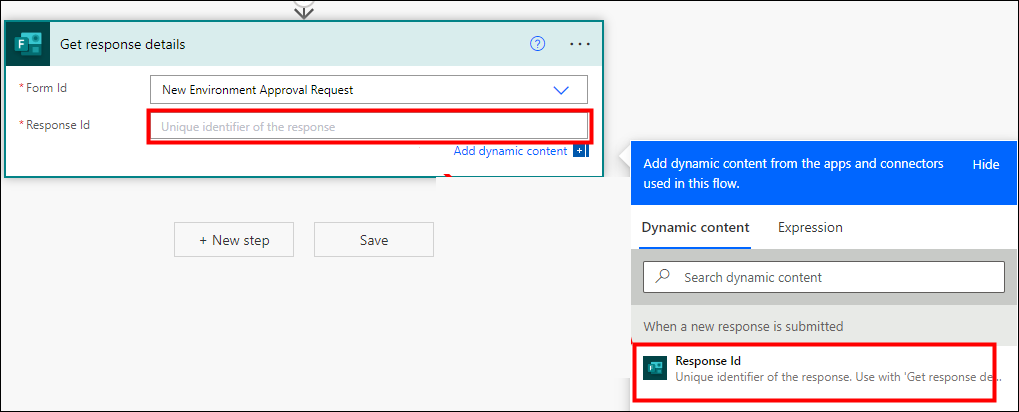 Get response details
* Form Id
New Environment Approval Request
* Response Id
Unique identifier of the response
Add dynamic content
+ New step
Save
Add dynamic content from the apps and connectors
used in this flow.
Hide
Dynamic content
Expression
Search dynamic content
When a new response is submitted
Response Id
Unique identifier of the response. Use with 'Get response de...